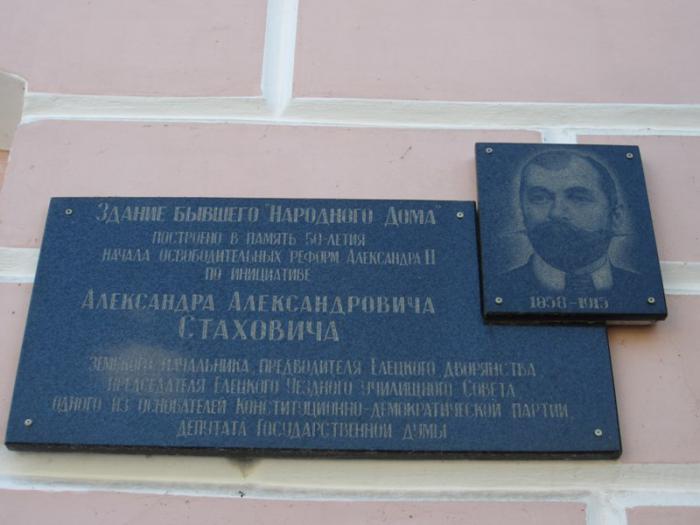 Здание бывшего "Народного Дома"
построено в память 50-летия
начала освободительных реформ Александра II
по инициативе
Александра Александровича
Стаховича
земского начальника, предводителя Елецкого дворянства
председателя Елецкого Уездного училищного Совета
одного из основателей Конституционно-демократической партии,
депутата Государственной думы
1858-1915